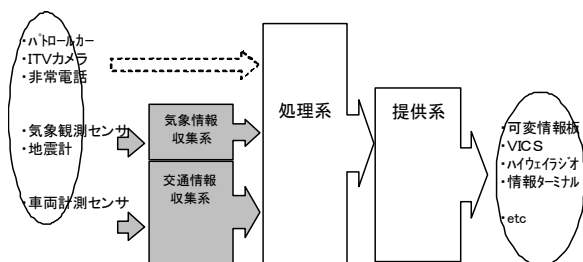 ・ﾊﾟﾄﾛｰﾙｶｰ
・ITVカメラ
・非常電話
・気象観測センサ
・地震計
・車両計測センサ
気象情報
収集系
交通情報
収集系
処理系
提供系
・可変情報板
・VICS
・ﾊｲｳｪｲﾗｼﾞｵ
・情報ﾀｰﾐﾅﾙ
・etc